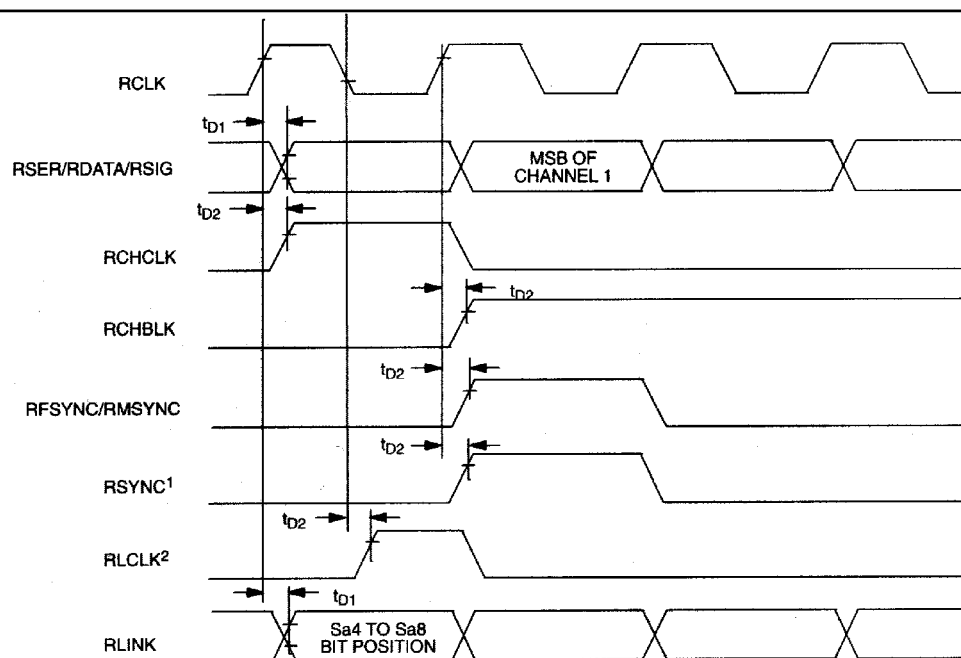 RCLK
tD1
RSER/RDATA/RSIG
MSB OF
CHANNEL 1
tD2
RCHCLK
tD2
RCHBLK
tD2
RFSYNC/RMSYNC
tD2
RSYNC1
tD2
RLCLK2
tD1
RLINK
Sa4 TO Sa8
BIT POSITION